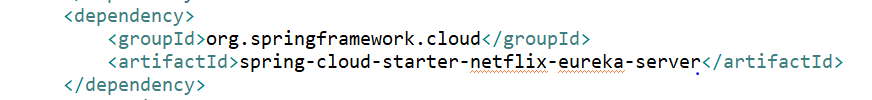 <dependency>
<groupId>org.springframework.cloud</groupId>
<artifactId>spring-cloud-starter-netflix-eureka-server</artifactId>
</dependency>